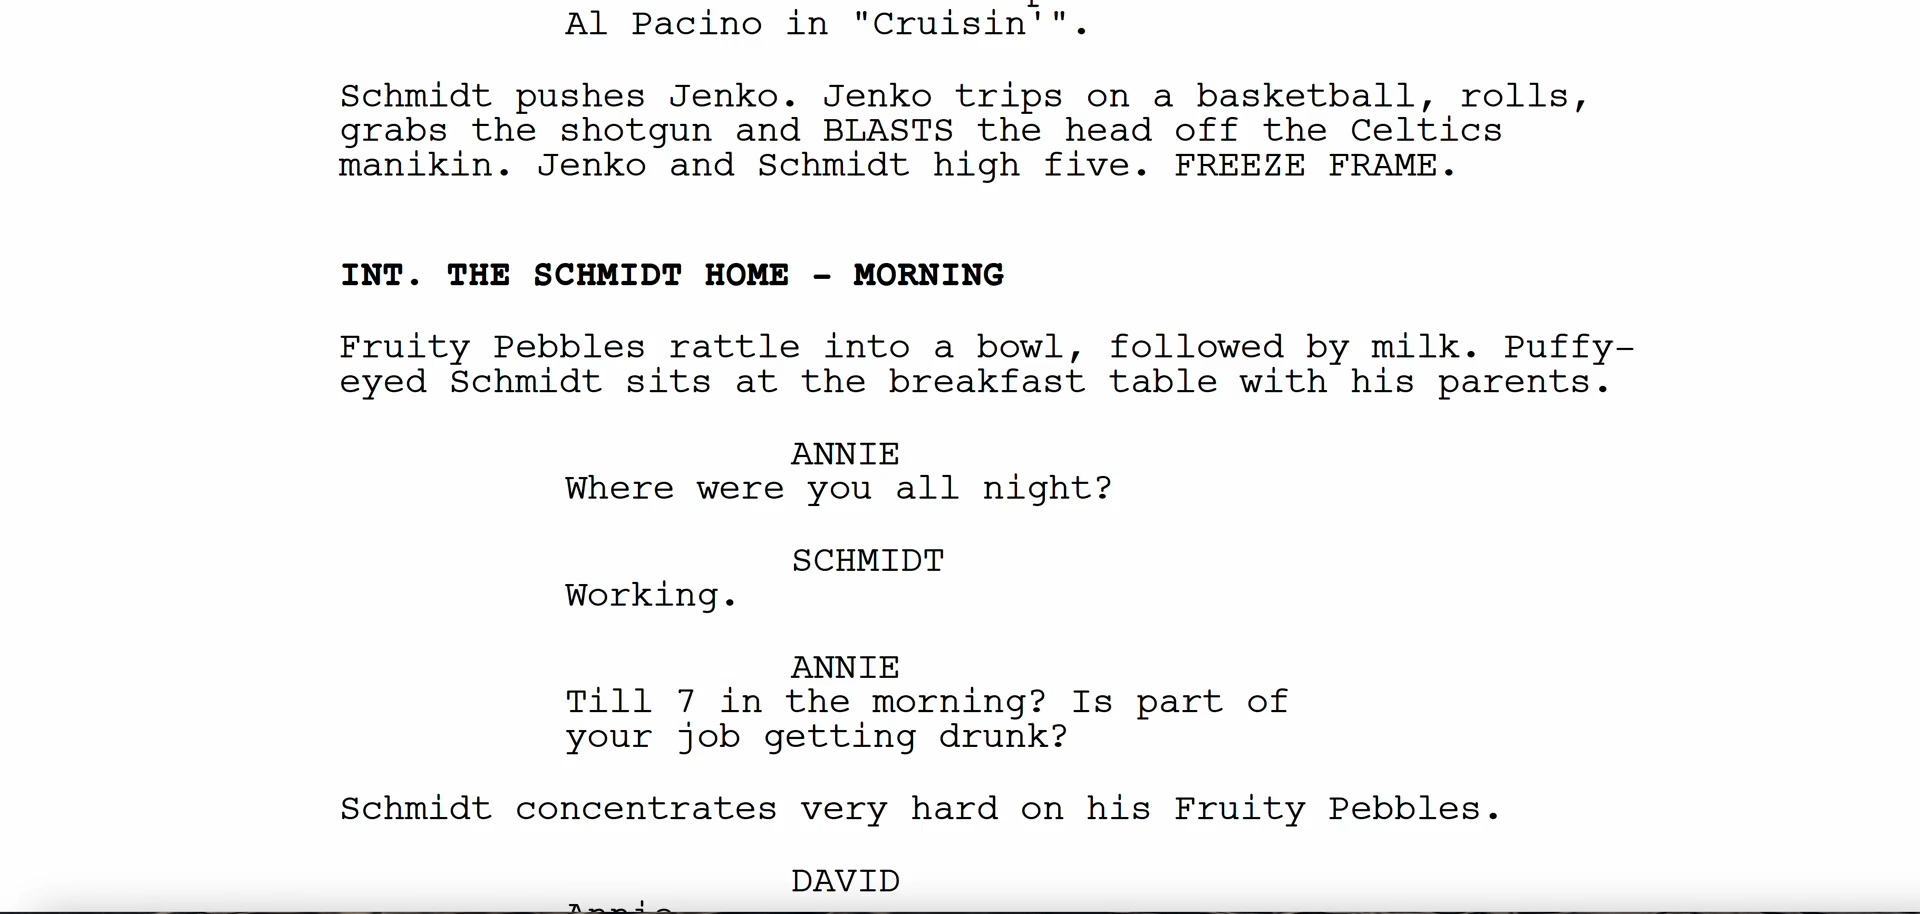 Al Pacino in "Cruisin'".
Schmidt pushes Jenko. Jenko trips on a basketball, rolls,
grabs the shotgun and BLASTS the head off the Celtics
manikin. Jenko and Schmidt high five. FREEZE FRAME.
INT. THE SCHMIDT HOME – MORNING
Fruity Pebbles rattle into a bowl, followed by milk. Puffy-
eyed Schmidt sits at the breakfast table with his parents.
ANNIE
Where were you all night?
SCHMIDT
Working.
ANNIE
Till 7 in the morning? Is part of
your job getting drunk?
Schmidt concentrates very hard on his Fruity Pebbles.
DAVID